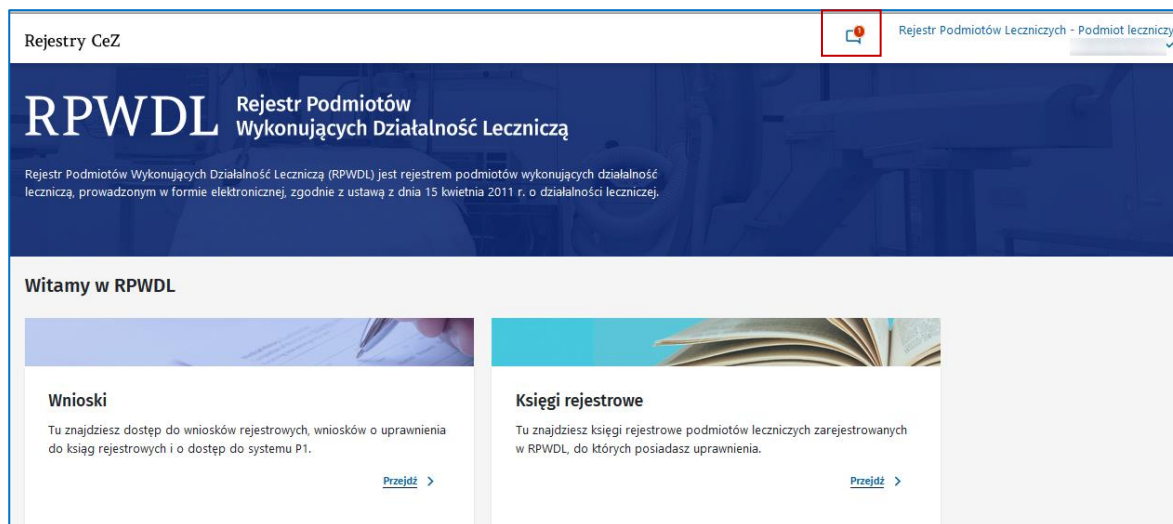 Rejestry CeZ
1
Rejestr Podmiotów Leczniczych - Podmiot leczniczy
RPWDL
Rejestr Podmiotów
Wykonujących Działalność Leczniczą
Rejestr Podmiotów Wykonujących Działalność Leczniczą (RPWDL) jest rejestrem podmiotów wykonujących działalność
leczniczą, prowadzonym w formie elektronicznej, zgodnie z ustawą z dnia 15 kwietnia 2011 r. o działalności leczniczej.
Witamy w RPWDL
Wnioski
Tu znajdziesz dostęp do wniosków rejestrowych, wniosków o uprawnienia
do ksiąg rejestrowych i o dostęp do systemu P1.
Przejdź
Księgi rejestrowe
Tu znajdziesz księgi rejestrowe podmiotów leczniczych zarejestrowanych
w RPWDL, do których posiadasz uprawnienia.
Przejdź